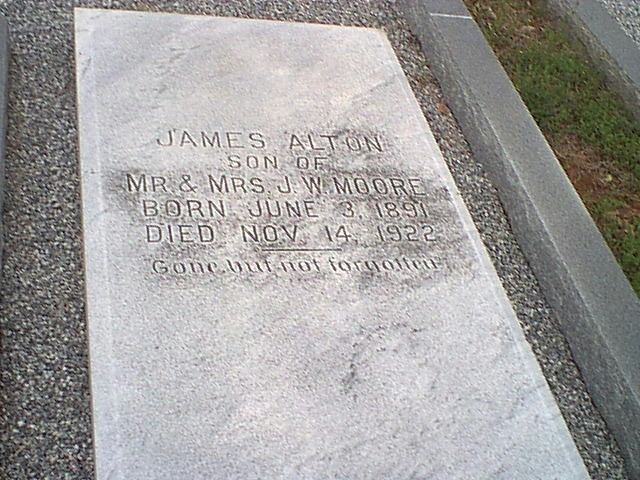 JAMES ALTON
SON OF
MR. & MRS. J. W. MOORE
BORN JUNE 3, 1891
DIED NOV. 14, 1922
Gone but not forgotten